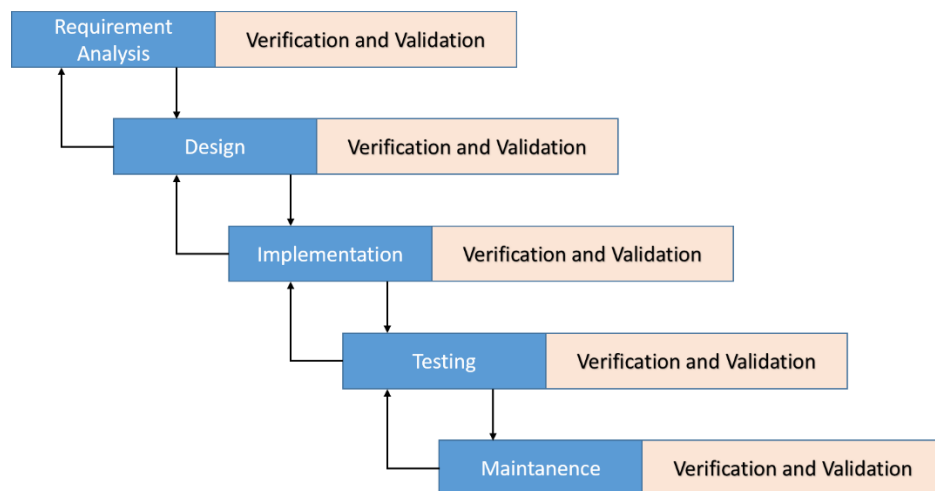 Requirement
Analysis
Verification and Validation
Design
Verification and Validation
Implementation
Verification and Validation
Testing
Verification and Validation
Maintanence
Verification and Validation